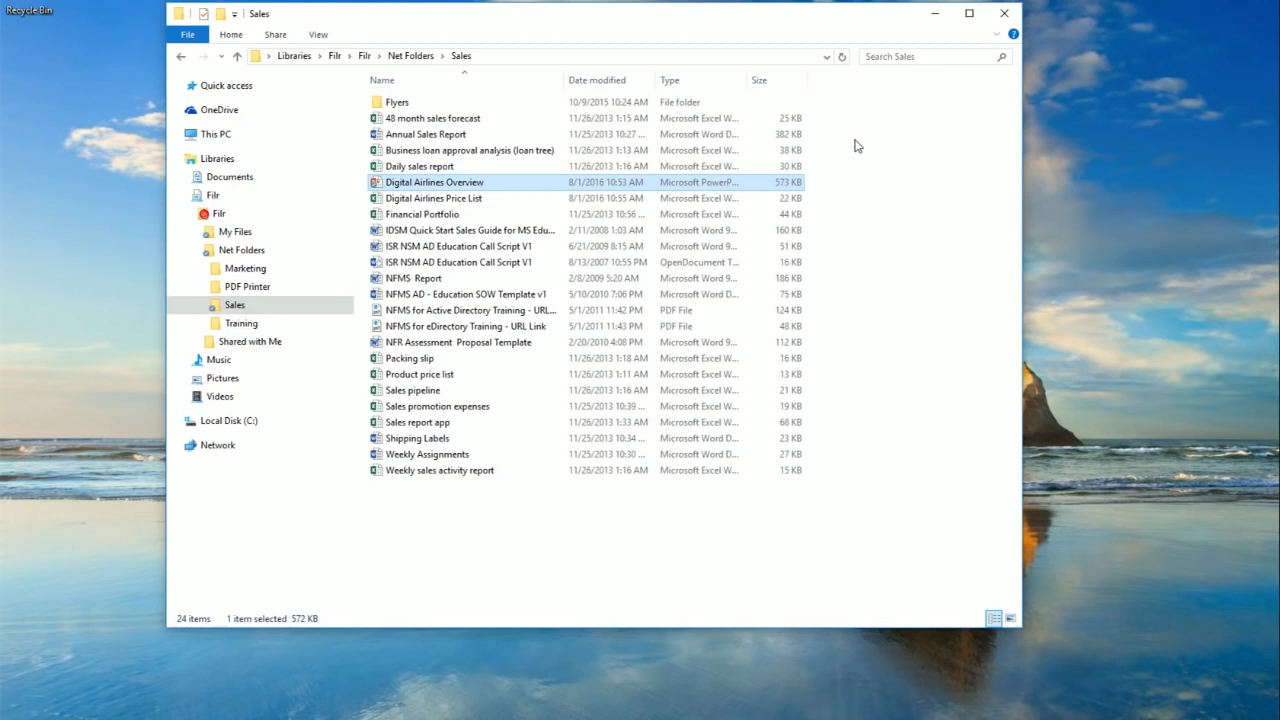 Recycle Bin
Sales
File Home Share View
Libraries Filr Filr Net Folders Sales
Search Sales
Name Date modified Type Size
Quick access
OneDrive
This PC
Libraries
Documents
Filr
Filr
My Files
Net Folders
Marketing
PDF Printer
Sales
Training
Shared with Me
Music
Pictures
Videos
Local Disk (C:)
Network
Flyers 10/9/2015 10:24 AM File folder
48 month sales forecast 11/26/2013 1:15 AM Microsoft Excel W... 25 KB
Annual Sales Report 11/25/2013 10:27 ... Microsoft Word D... 382 KB
Business loan approval analysis (loan tree) 11/26/2013 1:13 AM Microsoft Excel W... 38 KB
Daily sales report 11/26/2013 1:16 AM Microsoft Excel W... 30 KB
Digital Airlines Overview 8/1/2016 10:53 AM Microsoft PowerP... 573 KB
Digital Airlines Price List 8/1/2016 10:55 AM Microsoft Excel W... 22 KB
Financial Portfolio 11/25/2013 10:56 ... Microsoft Excel W... 44 KB
IDSM Quick Start Sales Guide for MS Edu... 2/11/2008 1:03 AM Microsoft Word 9... 160 KB
ISR NSM AD Education Call Script V1 6/21/2009 8:15 AM Microsoft Word 9... 51 KB
ISR NSM AD Education Call Script V1 8/13/2007 10:55 PM OpenDocument T... 16 KB
NFMS Report 2/8/2009 5:20 AM Microsoft Word 9... 186 KB
NFMS AD - Education SOW Template v1 5/10/2010 7:06 PM Microsoft Word D... 75 KB
NFMS for Active Directory Training - URL... 5/1/2011 11:42 PM PDF File 124 KB
NFMS for eDirectory Training - URL Link 5/1/2011 11:43 PM PDF File 48 KB
NFR Assessment Proposal Template 2/20/2010 4:08 PM Microsoft Word 9... 112 KB
Packing slip 11/26/2013 1:18 AM Microsoft Excel W... 16 KB
Product price list 11/26/2013 1:11 AM Microsoft Excel W... 13 KB
Sales pipeline 11/26/2013 1:16 AM Microsoft Excel W... 21 KB
Sales promotion expenses 11/25/2013 10:39 ... Microsoft Excel W... 19 KB
Sales report app 11/26/2013 1:33 AM Microsoft Excel W... 68 KB
Shipping Labels 11/25/2013 10:34 ... Microsoft Word D... 23 KB
Weekly Assignments 11/25/2013 10:30 ... Microsoft Word D... 27 KB
Weekly sales activity report 11/26/2013 1:16 AM Microsoft Excel W... 15 KB
24 items 1 item selected 572 KB